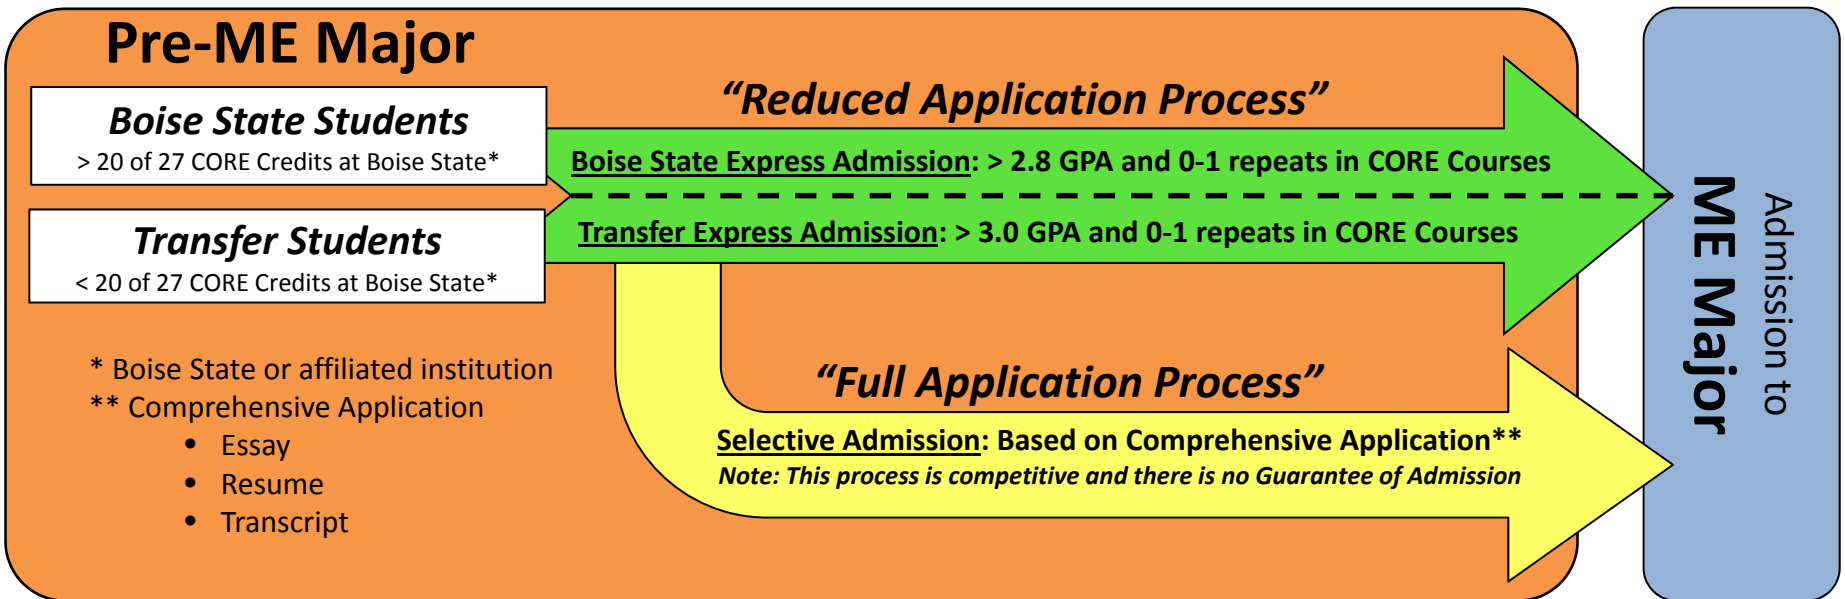 Pre-ME Major
Boise State Students
> 20 of 27 CORE Credits at Boise State*
Transfer Students
< 20 of 27 CORE Credits at Boise State*
“Reduced Application Process”
Boise State Express Admission: > 2.8 GPA and 0-1 repeats in CORE Courses
Transfer Express Admission: > 3.0 GPA and 0-1 repeats in CORE Courses
* Boise State or affiliated institution
** Comprehensive Application
• Essay
• Resume
• Transcript
“Full Application Process”
Selective Admission: Based on Comprehensive Application**
Note: This process is competitive and there is no Guarantee of Admission
Admission to
ME Major